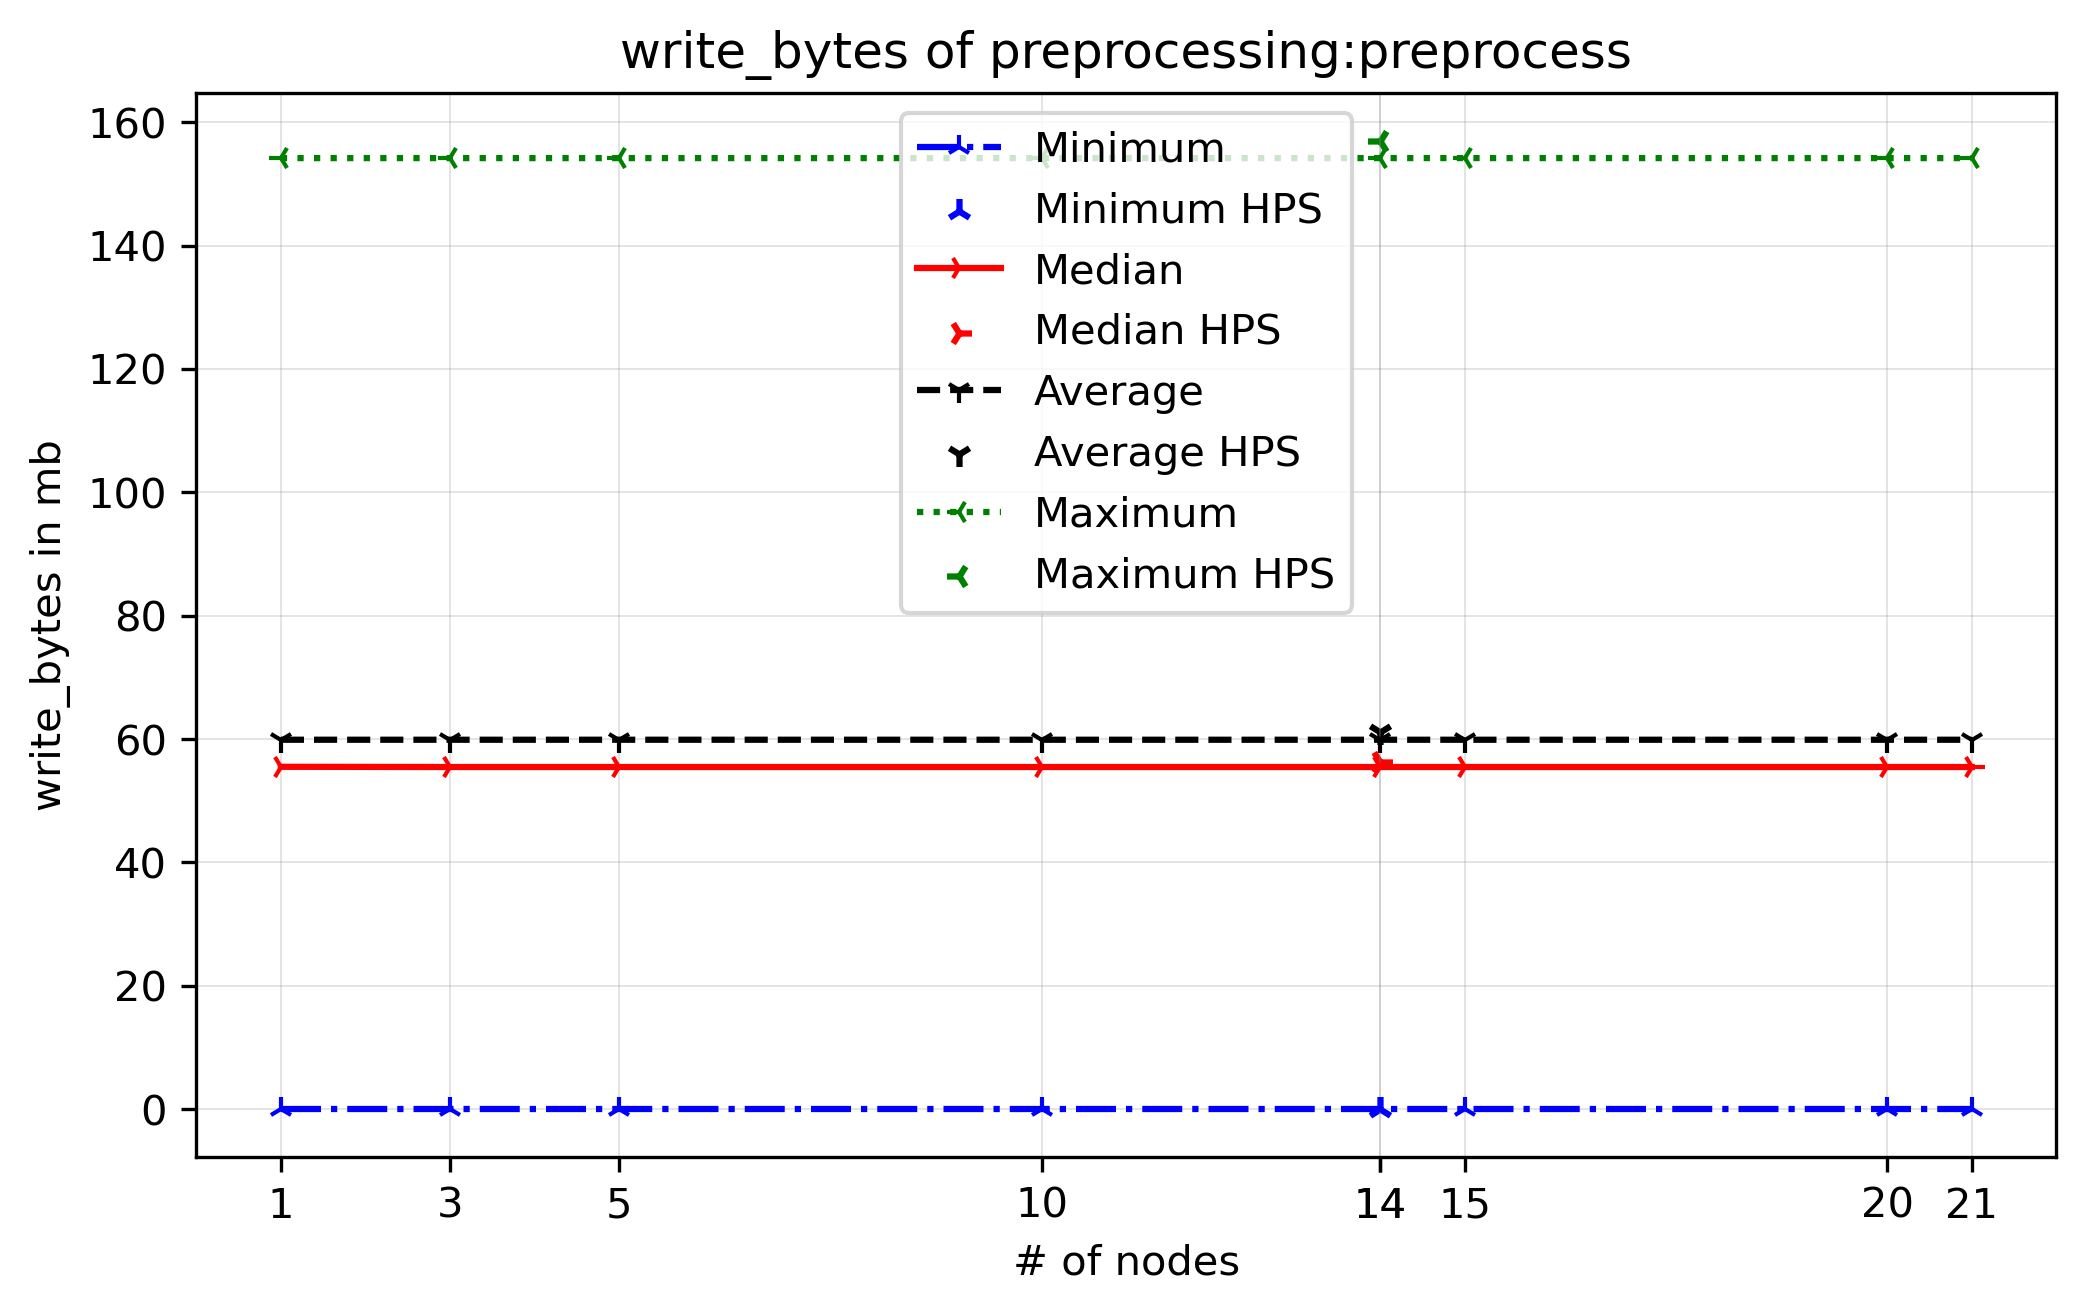 write_bytes of preprocessing:preprocess
write_bytes in mb
160
140
120
100
80
60
40
20
0
Minimum
Minimum HPS
Median
Median HPS
Average
Average HPS
Maximum
Maximum HPS
1 3 5 10 14 15 20 21
# of nodes